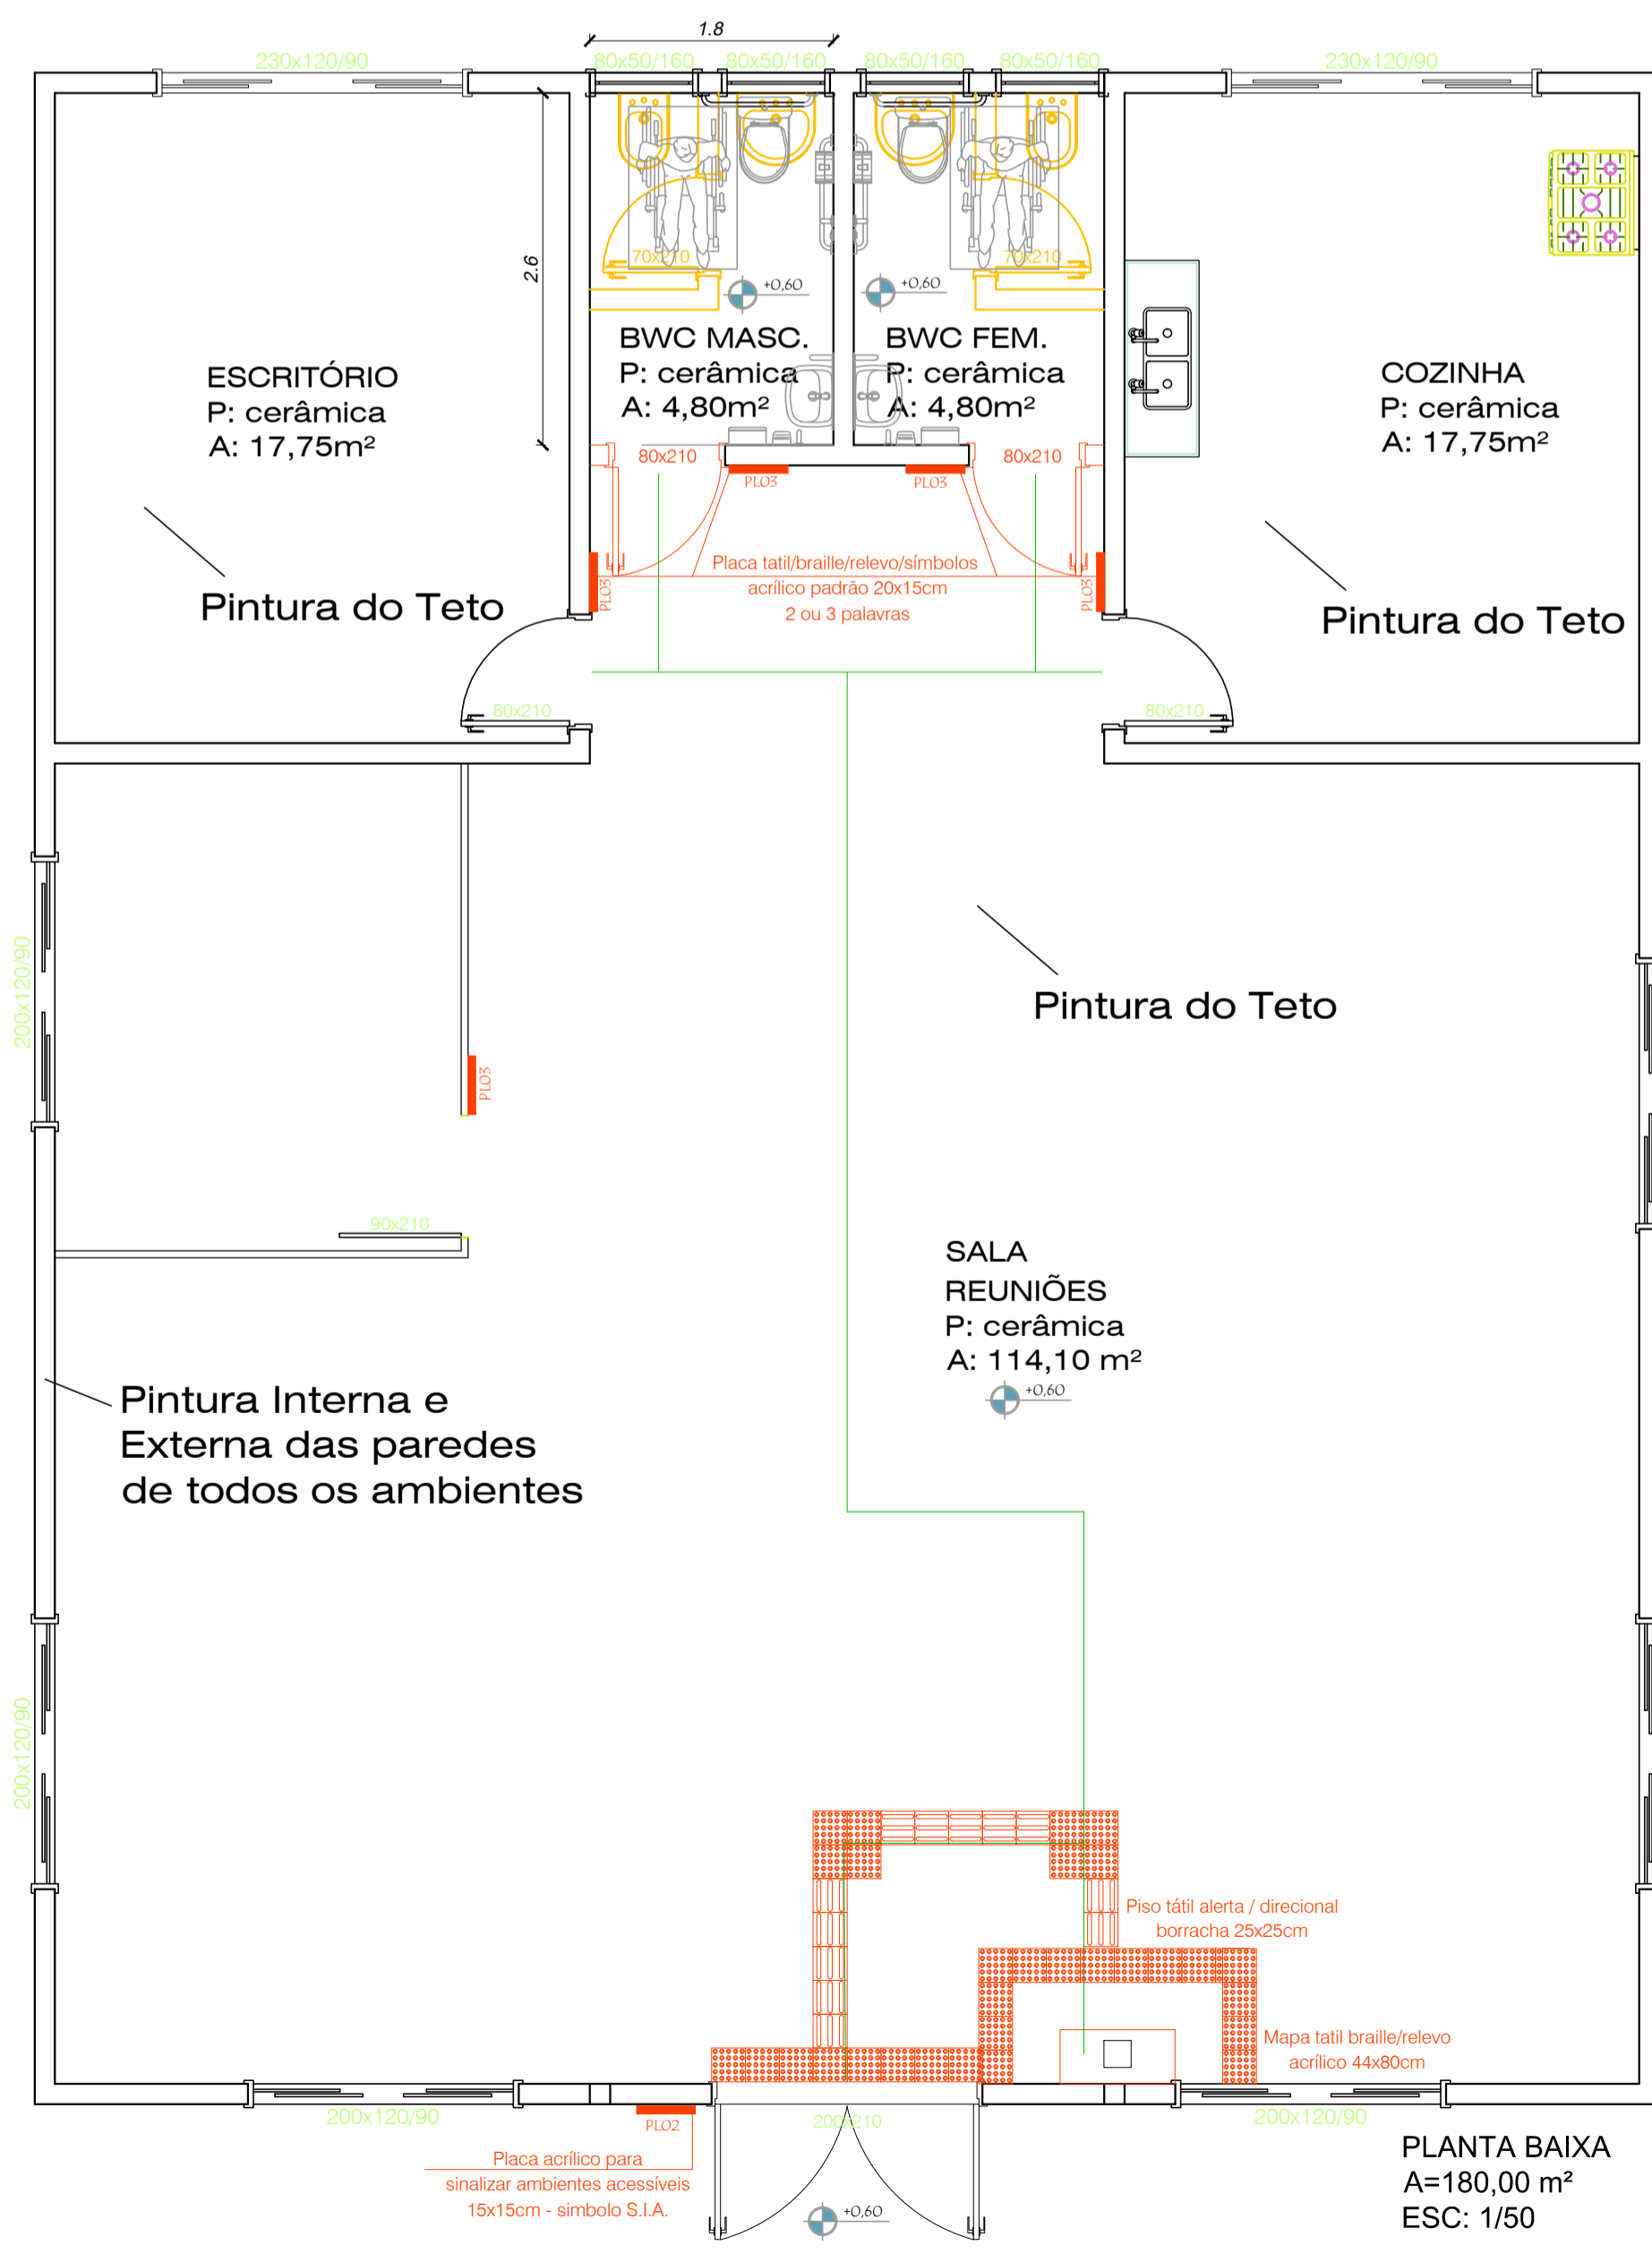 1.8
230x120/90
80x50/160
80x50/160
80x50/160
80x50/160
230x120/90
2.6
70x210
70x210
+0,60
+0,60
BWC MASC.
P: cerâmica
A: 4,80m²
BWC FEM.
P: cerâmica
A: 4,80m²
ESCRITÓRIO
P: cerâmica
A: 17,75m²
COZINHA
P: cerâmica
A: 17,75m²
80x210
80x210
PL03
PL03
Placa tatil/braille/relevo/símbolos
acrílico padrão 20x15cm
2 ou 3 palavras
PL03
PL03
Pintura do Teto
Pintura do Teto
80x210
80x210
200x120/90
Pintura do Teto
PL03
90x210
SALA
REUNIÕES
P: cerâmica
A: 114,10 m²
+0,60
Pintura Interna e
Externa das paredes
de todos os ambientes
200x120/90
Piso tátil alerta / direcional
borracha 25x25cm
Mapa tatil braille/relevo
acrílico 44x80cm
200x120/90
PL02
200x210
200x120/90
Placa acrílico para
sinalizar ambientes acessíveis
15x15cm - simbolo S.I.A.
+0,60
PLANTA BAIXA
A=180,00 m²
ESC: 1/50